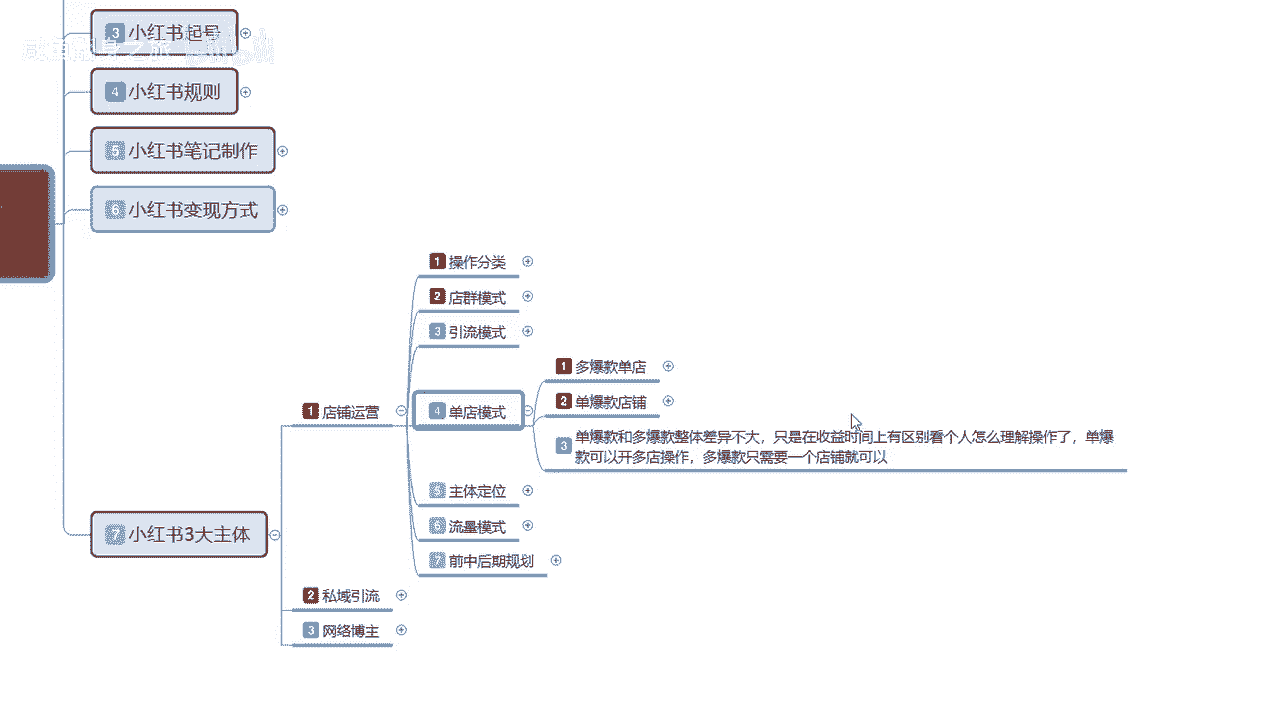 3 小红书起号
4 小红书规则
5 小红书笔记制作
6 小红书变现方式
7 小红书3大主体
1 店铺运营
1 操作分类
2 店群模式
3 引流模式
4 单店模式
1 多爆款单店
2 单爆款店铺
3 单爆款和多爆款整体差异不大，只是在收益时间上有区别看个人怎么理解操作了，单爆
款可以开多店操作，多爆款只需要一个店铺就可以
5 主体定位
6 流量模式
7 前中后期规划
2 私域引流
3 网络博主